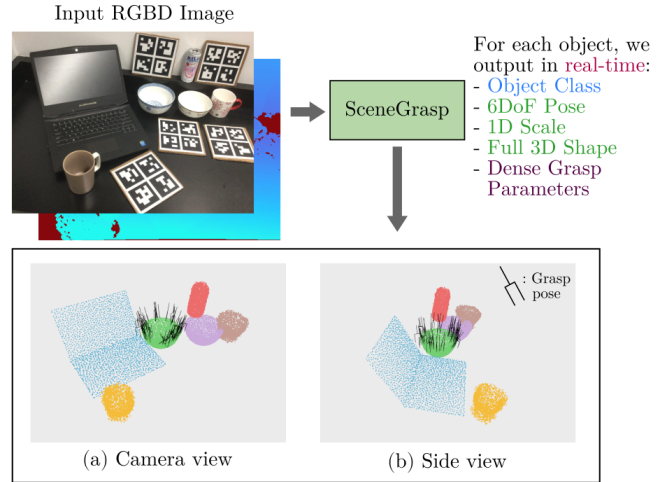 Input RGBD Image
SceneGrasp
For each object, we
output in real-time:
- Object Class
- 6DoF Pose
- 1D Scale
- Full 3D Shape
- Dense Grasp
Parameters
: Grasp
pose
(a) Camera view
(b) Side view